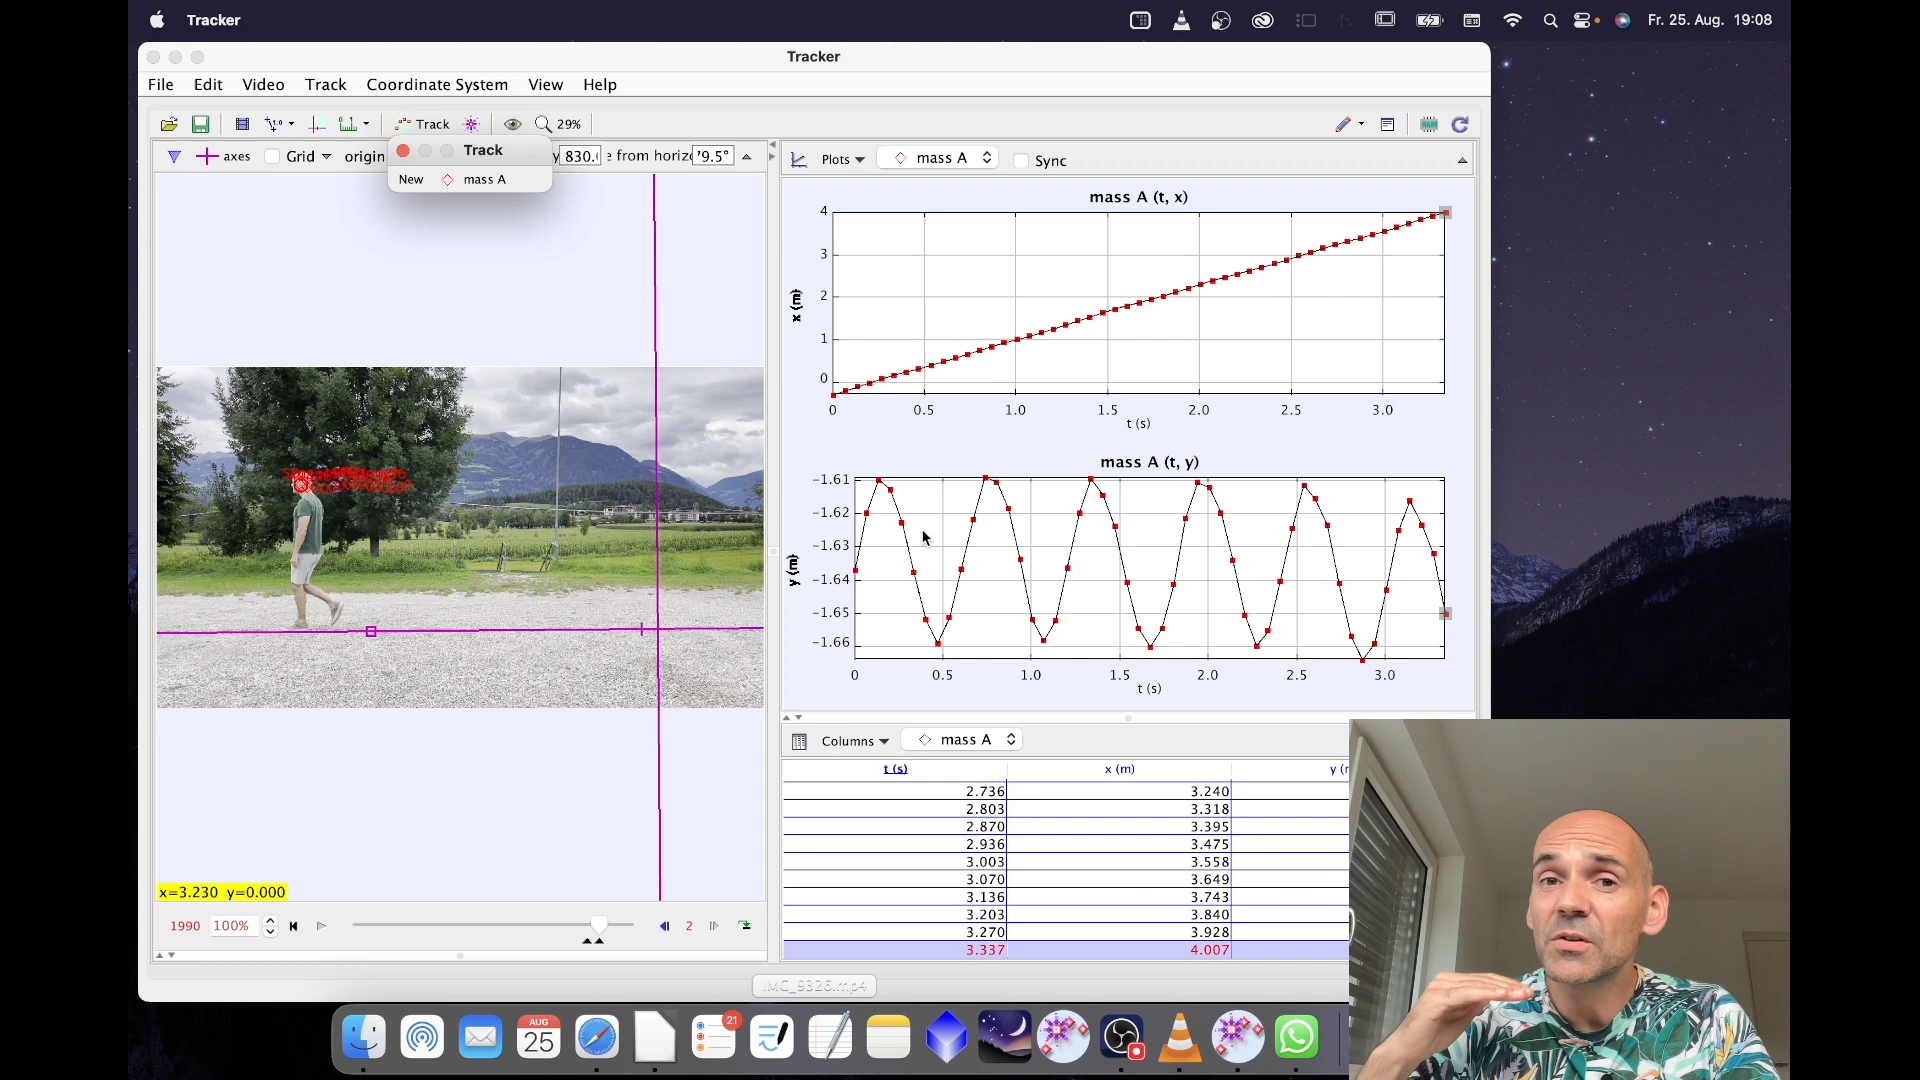 Tracker
Fr. 25. Aug. 19:08
Tracker
File Edit Video Track Coordinate System View Help
Track 29%
axes Grid origin
y 830.( e from horiz 9.5°
Track
New mass A
Plots mass A Sync
mass A (t, x)
4
3
2
1
0
x (m)
0 0.5 1.0 1.5 2.0 2.5 3.0
t (s)
mass A (t, y)
-1.61
-1.62
-1.63
-1.64
-1.65
-1.66
y (m)
0 0.5 1.0 1.5 2.0 2.5 3.0
t (s)
Columns mass A
t (s) x (m) y (r
2.736 3.240
2.803 3.318
2.870 3.395
2.936 3.475
3.003 3.558
3.070 3.649
3.136 3.743
3.203 3.840
3.270 3.928
3.337 4.007
x=3.230 y=0.000
1990 100% 2
IMG_9326.mp4
21
AUG
25